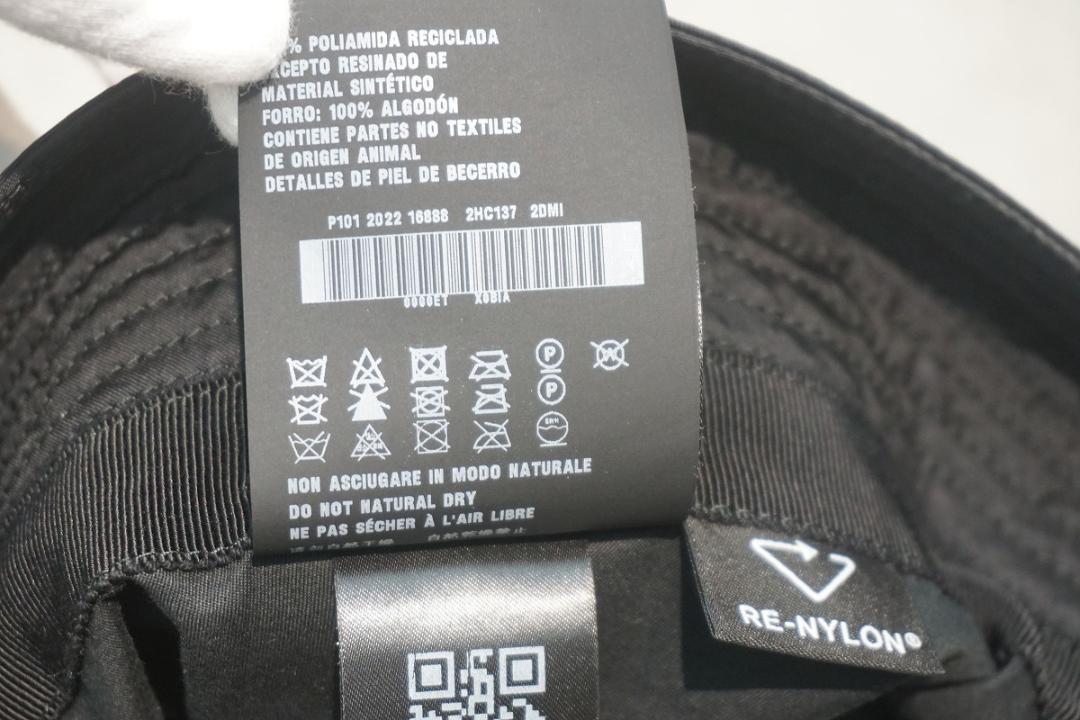 % POLIAMIDA RECICLADA
EXCEPTO RESINADO DE
MATERIAL SINTÉTICO
FORRO: 100% ALGODÓN
CONTIENE PARTES NO TEXTILES
DE ORIGEN ANIMAL
DETALLES DE PIEL DE BECERRO
P101 2022 16888 2HC137 2DMI
P
W
P
NON ASCIUGARE IN MODO NATURALE
DO NOT NATURAL DRY
NE PAS SÉCHER À L'AIR LIBRE
RE-NYLON®